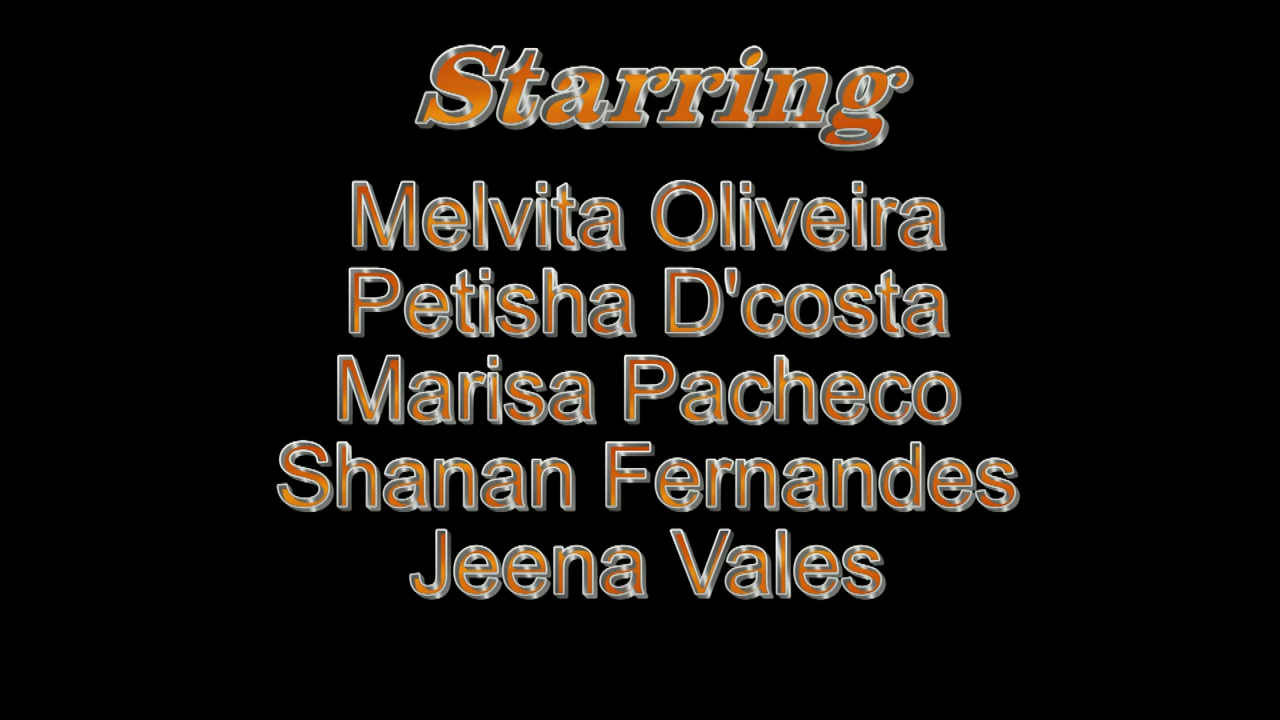 Starring
Melvita Oliveira
Petisha D'costa
Marisa Pacheco
Shanan Fernandes
Jeena Vales